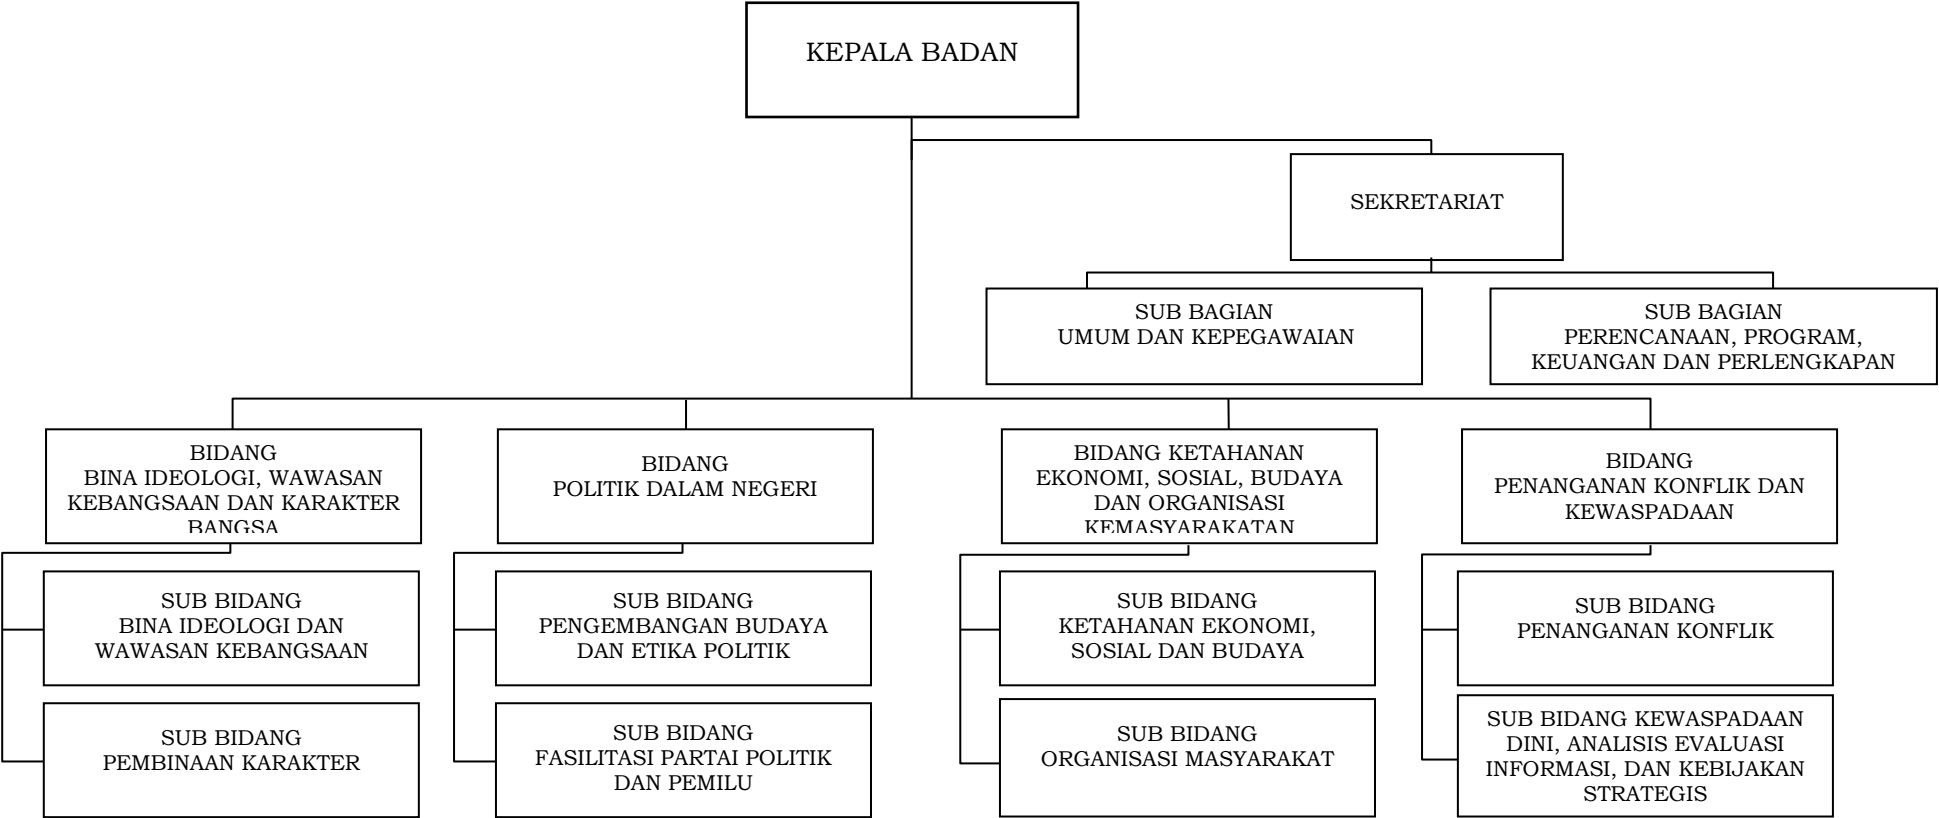 KEPALA BADAN
SEKRETARIAT
SUB BAGIAN
UMUM DAN KEPEGAWAIAN
SUB BAGIAN
PERENCANAAN, PROGRAM,
KEUANGAN DAN PERLENGKAPAN
BIDANG
BINA IDEOLOGI, WAWASAN
KEBANGSAAN DAN KARAKTER
BANGSA
BIDANG
POLITIK DALAM NEGERI
BIDANG KETAHANAN
EKONOMI, SOSIAL, BUDAYA
DAN ORGANISASI
KEMASYARAKATAN
BIDANG
PENANGANAN KONFLIK DAN
KEWASPADAAN
SUB BIDANG
BINA IDEOLOGI DAN
WAWASAN KEBANGSAAN
SUB BIDANG
PENGEMBANGAN BUDAYA
DAN ETIKA POLITIK
SUB BIDANG
KETAHANAN EKONOMI,
SOSIAL DAN BUDAYA
SUB BIDANG
PENANGANAN KONFLIK
SUB BIDANG
PEMBINAAN KARAKTER
SUB BIDANG
FASILITASI PARTAI POLITIK
DAN PEMILU
SUB BIDANG
ORGANISASI MASYARAKAT
SUB BIDANG KEWASPADAAN
DINI, ANALISIS EVALUASI
INFORMASI, DAN KEBIJAKAN
STRATEGIS